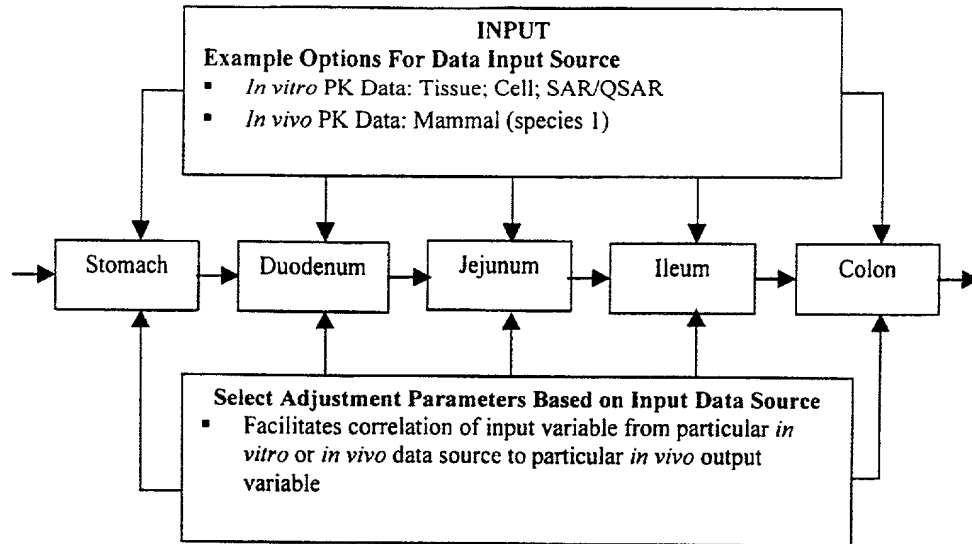 INPUT
Example Options For Data Input Source
▪ In vitro PK Data: Tissue; Cell; SAR/QSAR
▪ In vivo PK Data: Mammal (species 1)
Stomach Duodenum Jejunum Ileum Colon
Select Adjustment Parameters Based on Input Data Source
▪ Facilitates correlation of input variable from particular in
vitro or in vivo data source to particular in vivo output
variable